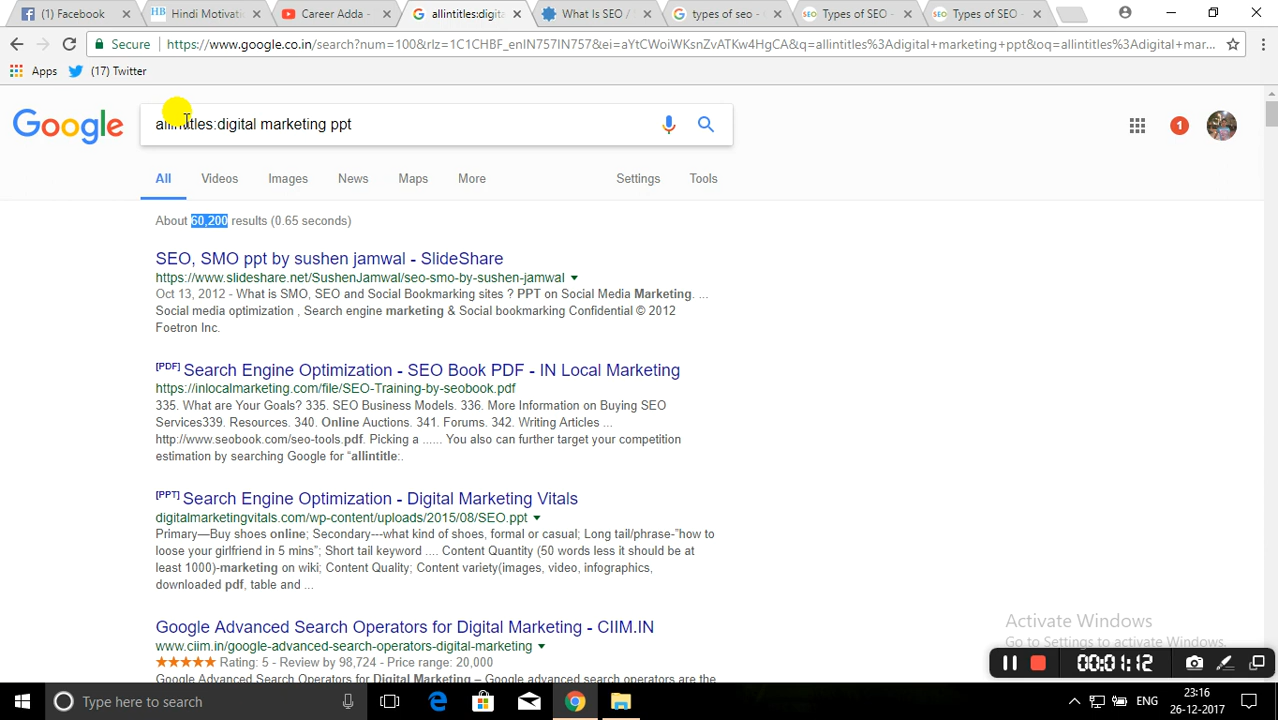 (1) Facebook
Hindi Motivati
Career Adda -
allintitles:digita
What Is SEO /
types of seo -
Types of SEO -
Types of SEO -
Secure
https://www.google.co.in/search?num=100&rlz=1C1CHBF_enIN757IN757&ei=aYtCWoiWKsnZvATKw4HgCA&q=allintitles%3Adigital+marketing+ppt&oq=allintitles%3Adigital+mar...
Apps
(17) Twitter
Google
allintitles:digital marketing ppt
1
All
Videos
Images
News
Maps
More
Settings
Tools
About 60,200 results (0.65 seconds)
SEO, SMO ppt by sushen jamwal - SlideShare
https://www.slideshare.net/SushenJamwal/seo-smo-by-sushen-jamwal
Oct 13, 2012 - What is SMO, SEO and Social Bookmarking sites ? PPT on Social Media Marketing. ...
Social media optimization , Search engine marketing & Social bookmarking Confidential © 2012
Foetron Inc.
[PDF] Search Engine Optimization - SEO Book PDF - IN Local Marketing
https://inlocalmarketing.com/file/SEO-Training-by-seobook.pdf
335. What are Your Goals? 335. SEO Business Models. 336. More Information on Buying SEO
Services339. Resources. 340. Online Auctions. 341. Forums. 342. Writing Articles ...
http://www.seobook.com/seo-tools.pdf. Picking a ...... You also can further target your competition
estimation by searching Google for "allintitle:.
[PPT] Search Engine Optimization - Digital Marketing Vitals
digitalmarketingvitals.com/wp-content/uploads/2015/08/SEO.ppt
Primary—Buy shoes online; Secondary---what kind of shoes, formal or casual; Long tail/phrase-"how to
loose your girlfriend in 5 mins"; Short tail keyword .... Content Quantity (50 words less it should be at
least 1000)-marketing on wiki; Content Quality; Content variety(images, video, infographics,
downloaded pdf, table and ...
Google Advanced Search Operators for Digital Marketing - CIIM.IN
www.ciim.in/google-advanced-search-operators-digital-marketing
Rating: 5 - Review by 98,724 - Price range: 20,000
Google Advanced Search Operators for Digital Marketing – Google advanced search operators are the
Activate Windows
Go to Settings to activate Windows.
00:01:12
Type here to search
ENG
23:16
26-12-2017